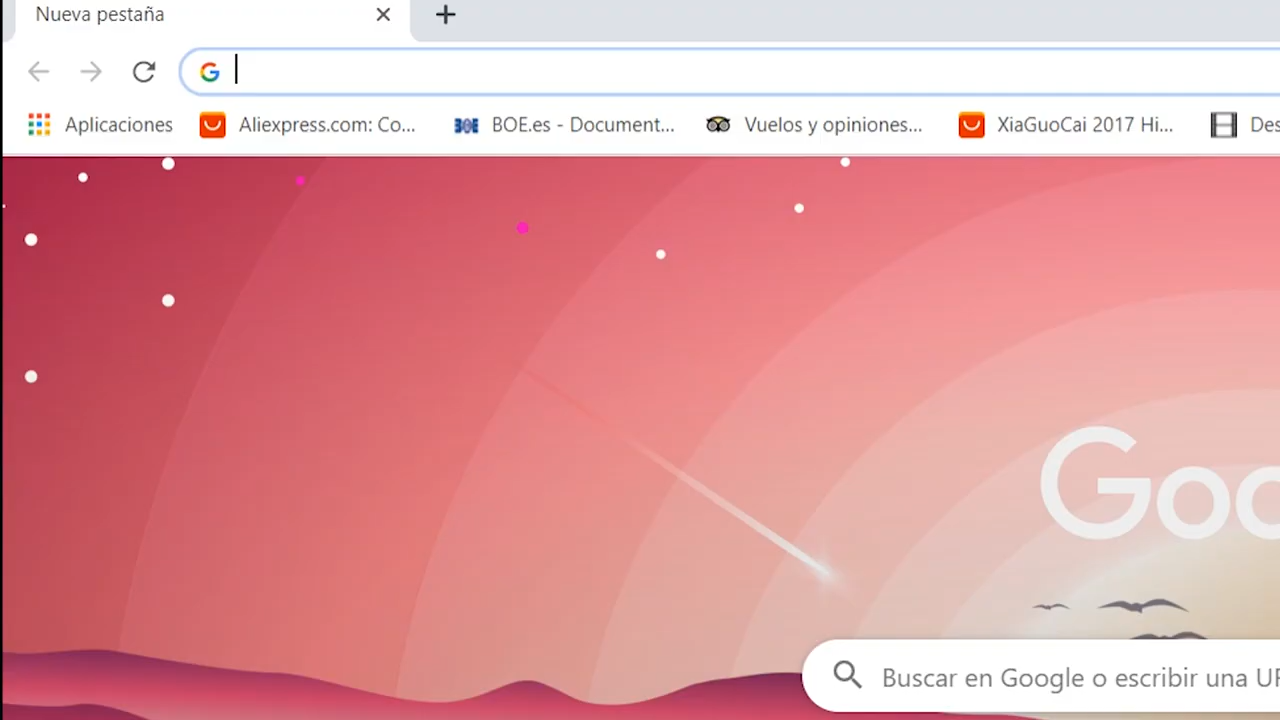 Nueva pestaña
Aplicaciones Aliexpress.com: Co... BOE.es - Document... Vuelos y opiniones... XiaGuoCai 2017 Hi... Des
Goo
Buscar en Google o escribir una UR